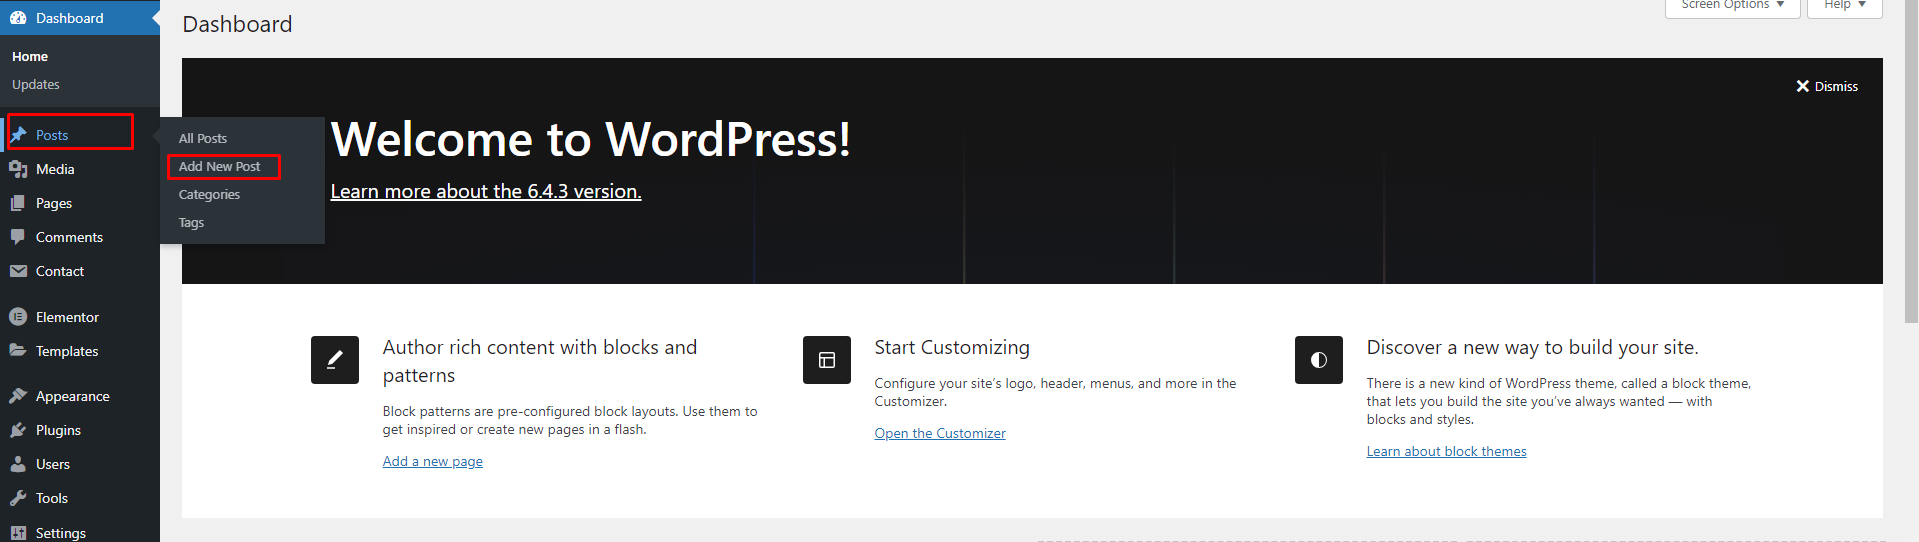 Dashboard
Home
Updates
Posts
Media
Pages
Comments
Contact
Elementor
Templates
Appearance
Plugins
Users
Tools
Settings
All Posts
Add New Post
Categories
Tags
Dashboard
Screen Options
Help
Dismiss
Welcome to WordPress!
Learn more about the 6.4.3 version.
Author rich content with blocks and
patterns
Block patterns are pre-configured block layouts. Use them to
get inspired or create new pages in a flash.
Add a new page
Start Customizing
Configure your site’s logo, header, menus, and more in the
Customizer.
Open the Customizer
Discover a new way to build your site.
There is a new kind of WordPress theme, called a block theme,
that lets you build the site you’ve always wanted — with
blocks and styles.
Learn about block themes